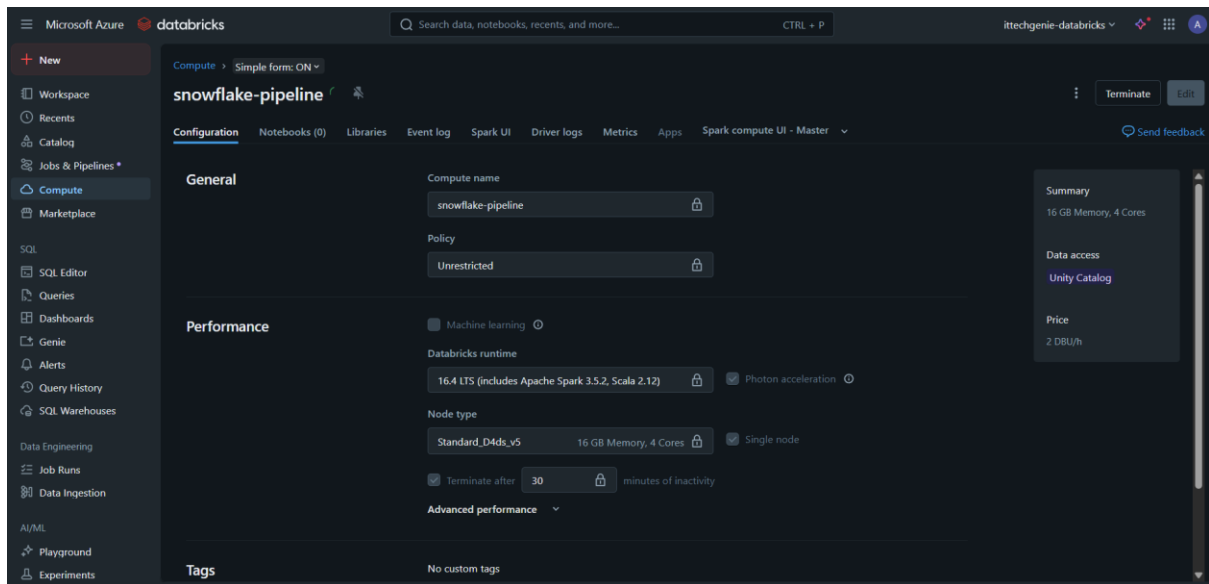 Microsoft Azure databricks
Search data, notebooks, recents, and more... CTRL + P
ittechgenie-databricks
A
New
Workspace
Recents
Catalog
Jobs & Pipelines
Compute
Marketplace
SQL
SQL Editor
Queries
Dashboards
Genie
Alerts
Query History
SQL Warehouses
Data Engineering
Job Runs
Data Ingestion
AI/ML
Playground
Experiments
Compute > Simple form: ON
snowflake-pipeline
Terminate
Edit
Configuration Notebooks (0) Libraries Event log Spark UI Driver logs Metrics Apps Spark compute UI - Master
Send feedback
General
Compute name
snowflake-pipeline
Policy
Unrestricted
Performance
Machine learning
Databricks runtime
16.4 LTS (includes Apache Spark 3.5.2, Scala 2.12)
Photon acceleration
Node type
Standard_D4ds_v5 16 GB Memory, 4 Cores
Single node
Terminate after 30 minutes of inactivity
Advanced performance
Tags
No custom tags
Summary
16 GB Memory, 4 Cores
Data access
Unity Catalog
Price
2 DBU/h